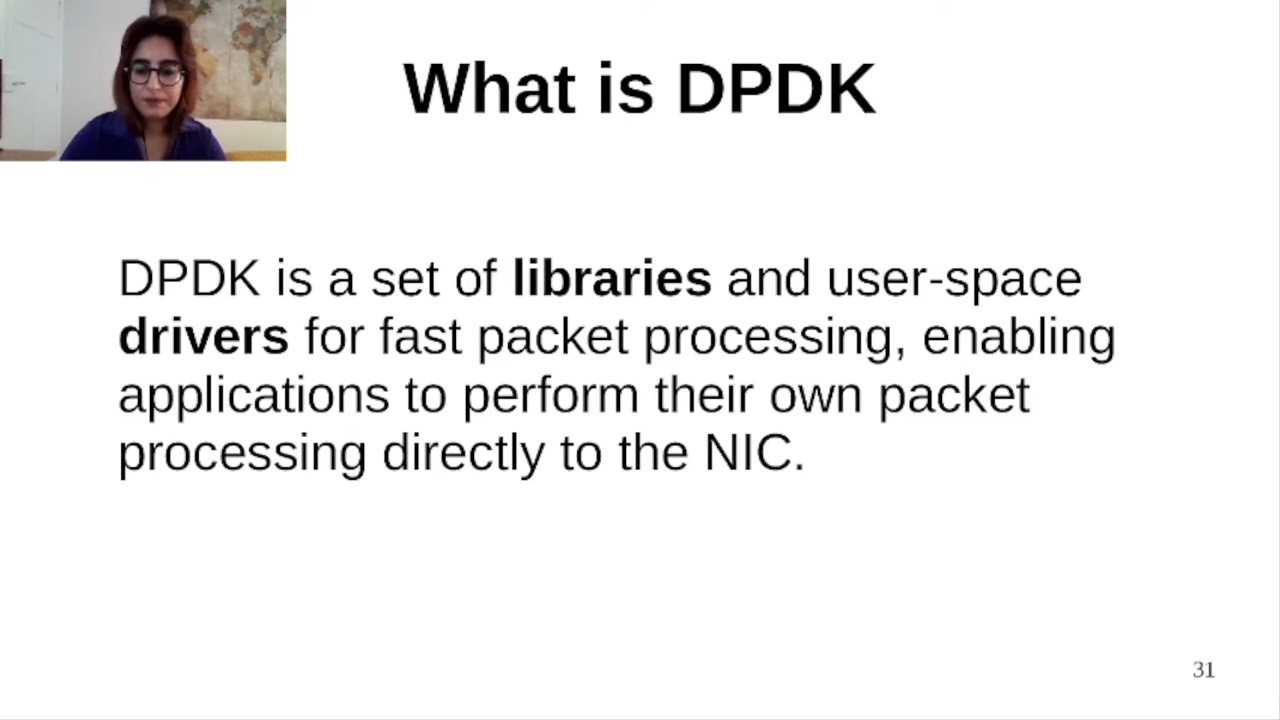 What is DPDK
DPDK is a set of libraries and user-space
drivers for fast packet processing, enabling
applications to perform their own packet
processing directly to the NIC.
31